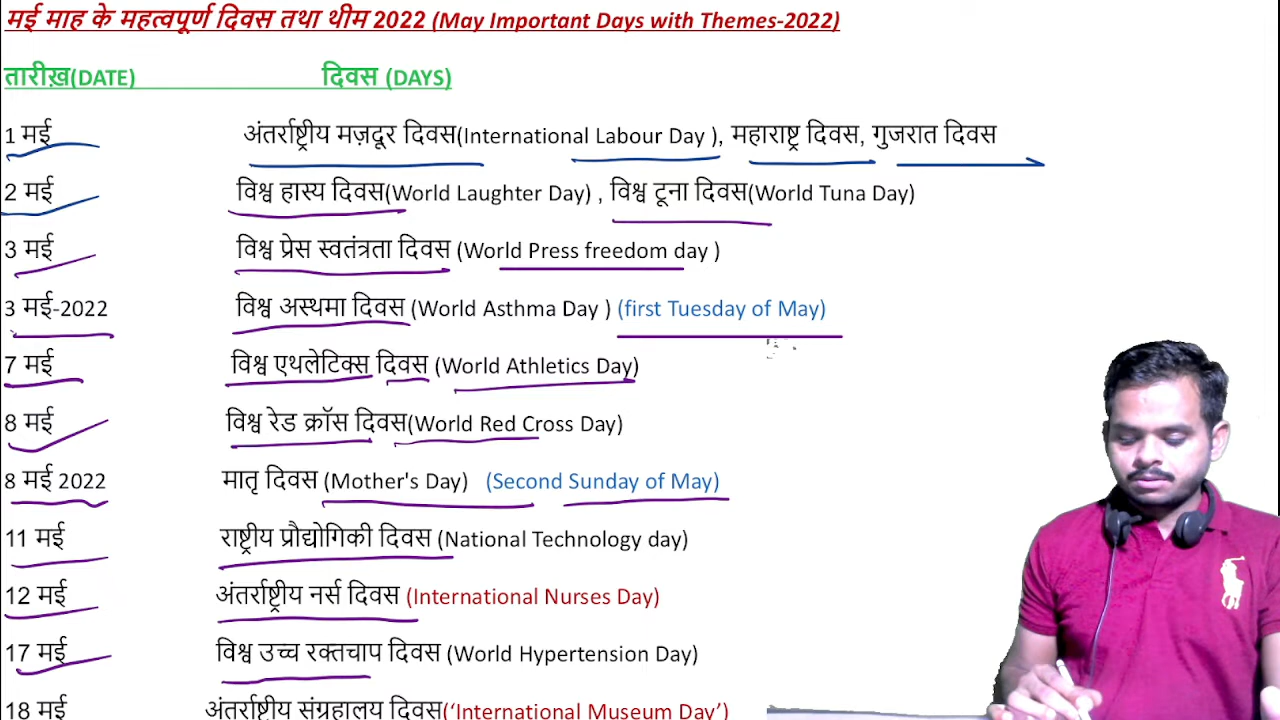 मई माह के महत्वपूर्ण दिवस तथा थीम 2022 (May Important Days with Themes-2022)
तारीख़(DATE) दिवस (DAYS)
1 मई अंतर्राष्ट्रीय मज़दूर दिवस(International Labour Day ), महाराष्ट्र दिवस, गुजरात दिवस
2 मई विश्व हास्य दिवस(World Laughter Day) , विश्व टूना दिवस(World Tuna Day)
3 मई विश्व प्रेस स्वतंत्रता दिवस (World Press freedom day )
3 मई-2022 विश्व अस्थमा दिवस (World Asthma Day ) (first Tuesday of May)
7 मई विश्व एथलेटिक्स दिवस (World Athletics Day)
8 मई विश्व रेड क्रॉस दिवस(World Red Cross Day)
8 मई 2022 मातृ दिवस (Mother's Day) (Second Sunday of May)
11 मई राष्ट्रीय प्रौद्योगिकी दिवस (National Technology day)
12 मई अंतर्राष्ट्रीय नर्स दिवस (International Nurses Day)
17 मई विश्व उच्च रक्तचाप दिवस (World Hypertension Day)
18 मई अंतर्राष्ट्रीय संग्रहालय दिवस(‘International Museum Day’)